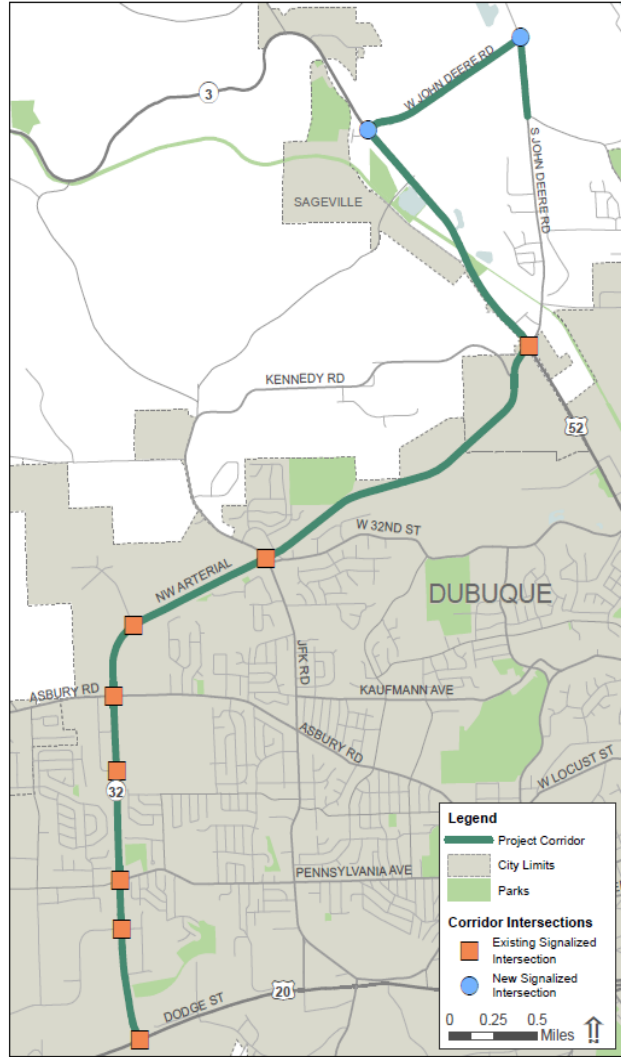 W JOHN DEERE RD
3
S JOHN DEERE RD
SAGEVILLE
KENNEDY RD
52
W 32ND ST
NW ARTERIAL
DUBUQUE
JFK RD
ASBURY RD
KAUFMANN AVE
ASBURY RD
W LOCUST ST
32
PENNSYLVANIA AVE
20
DODGE ST
Legend
Project Corridor
City Limits
Parks
Corridor Intersections
Existing Signalized
Intersection
New Signalized
Intersection
0 0.25 0.5
Miles